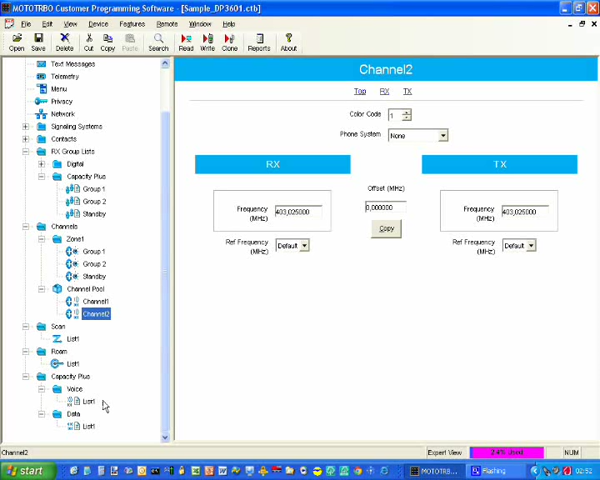 MOTOTRBO Customer Programming Software - [Sample_DP3601.ctb]
File Edit View Device Features Remote Window Help
Open Save Delete Cut Copy Paste Search Read Write Clone Reports About
Text Messages
Telemetry
Menu
Privacy
Network
Signaling Systems
Contacts
RX Group Lists
Digital
Capacity Plus
Group 1
Group 2
Standby
Channels
Zone1
Group 1
Group 2
Standby
Channel Pool
Channel1
Channel2
Scan
List1
Roam
List1
Capacity Plus
Voice
List1
Data
List1
Channel2
Top RX TX
Color Code 1
Phone System None
RX
Frequency (MHz) 403,025000
Ref Frequency (MHz) Default
Offset (MHz)
0,000000
Copy
TX
Frequency (MHz) 403,025000
Ref Frequency (MHz) Default
Channel2 Expert View 2.4% Used NUM
start MOTOTRB... Flashing 02:52